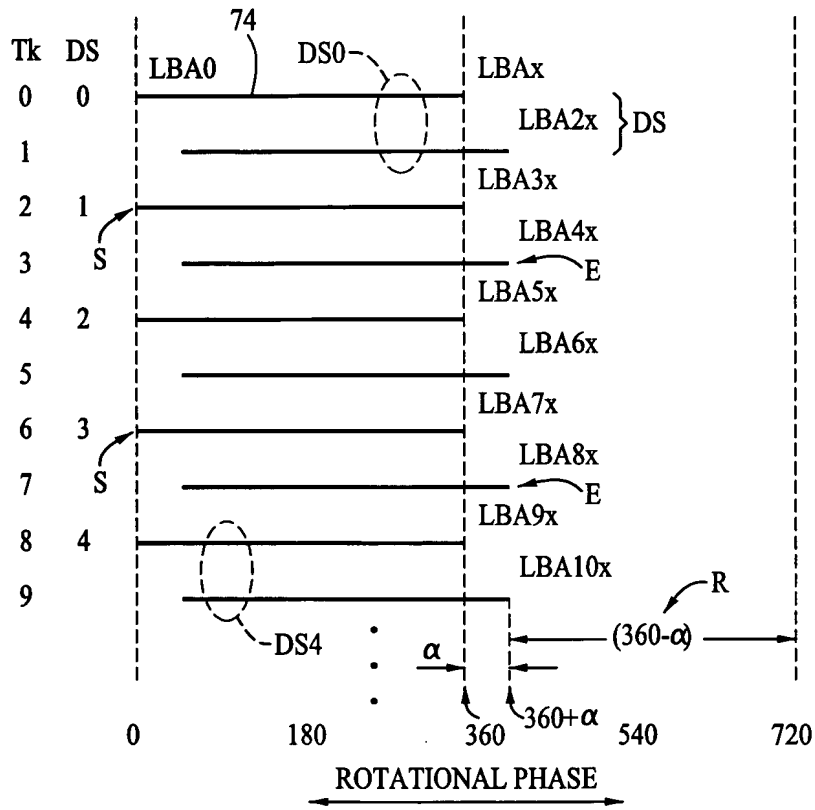 74
Tk DS
LBA0
DS0
LBAx
0 0
LBA2x
DS
1
LBA3x
2 1
LBA4x
S
3
E
LBA5x
4 2
LBA6x
5
LBA7x
6 3
LBA8x
S
7
E
LBA9x
8 4
LBA10x
9
R
(360-α)
DS4
α
360
360+α
0 180 540 720
ROTATIONAL PHASE